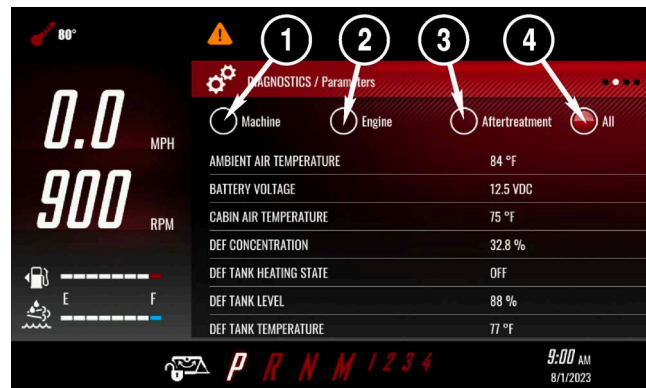 80°
1 2 3 4
DIAGNOSTICS / Parameters
Machine Engine Aftertreatment All
0.0 MPH
900 RPM
E F
AMBIENT AIR TEMPERATURE 84 °F
BATTERY VOLTAGE 12.5 VDC
CABIN AIR TEMPERATURE 75 °F
DEF CONCENTRATION 32.8 %
DEF TANK HEATING STATE OFF
DEF TANK LEVEL 88 %
DEF TANK TEMPERATURE 77 °F
P R N M 1 2 3 4
9:00 AM
8/1/2023